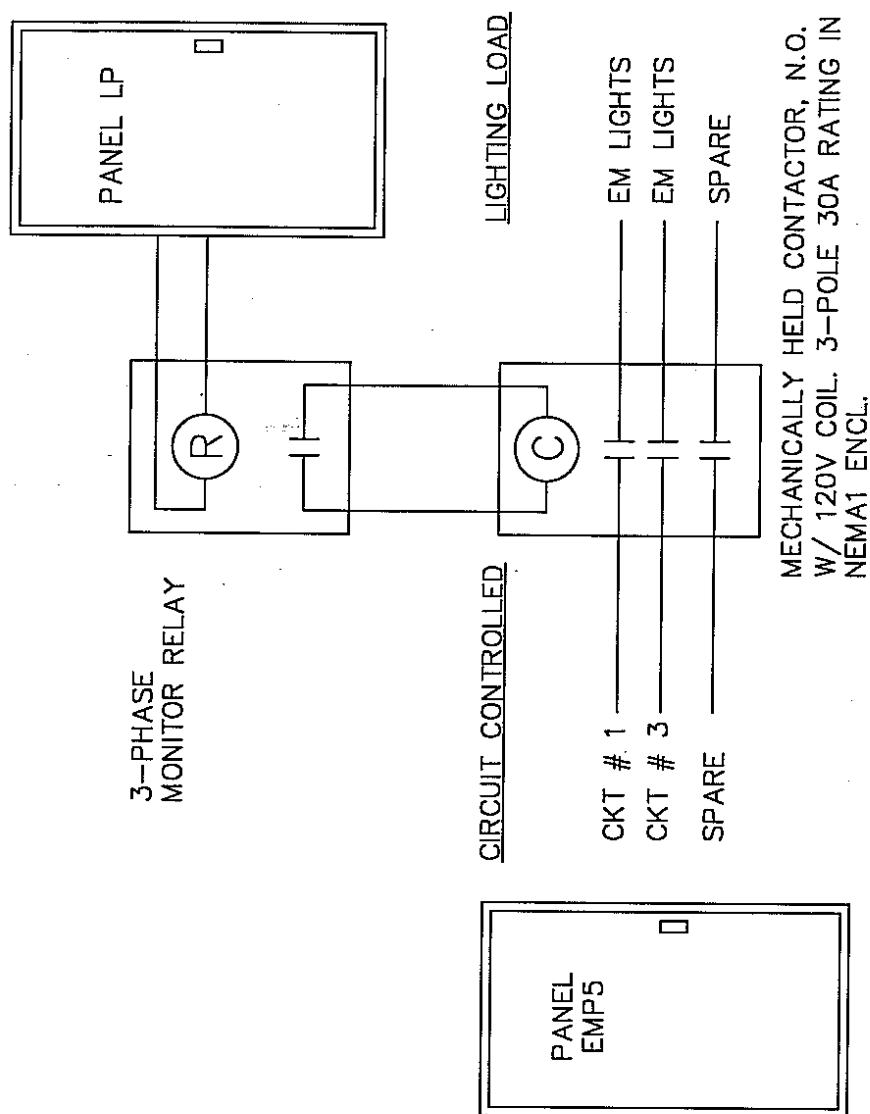 PANEL LP
3-PHASE
MONITOR RELAY
R
CIRCUIT CONTROLLED
LIGHTING LOAD
C
CKT # 1
EM LIGHTS
CKT # 3
EM LIGHTS
SPARE
SPARE
PANEL
EMP5
MECHANICALLY HELD CONTACTOR, N.O.
W/ 120V COIL. 3-POLE 30A RATING IN
NEMA1 ENCL.